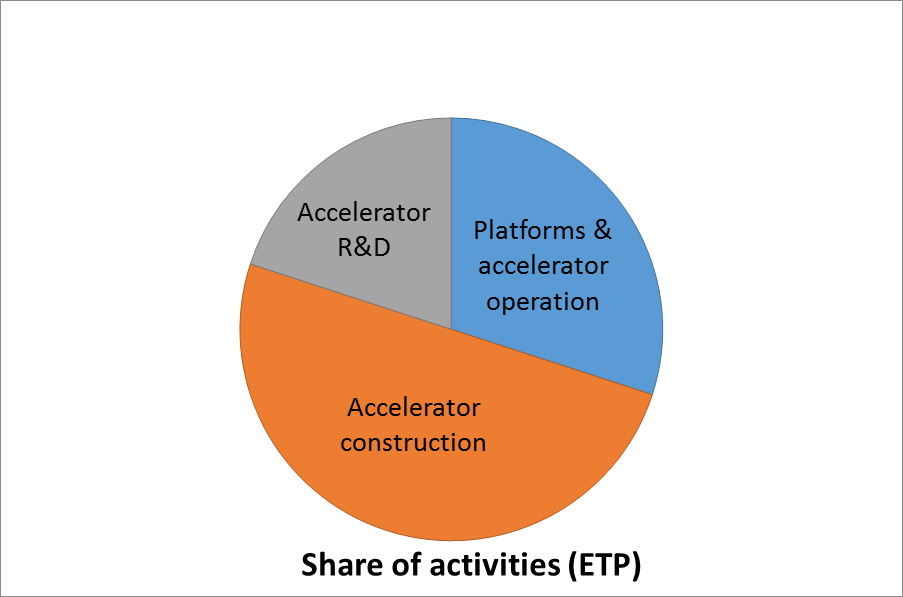 Accelerator
R&D
Platforms &
accelerator
operation
Accelerator
construction
Share of activities (ETP)